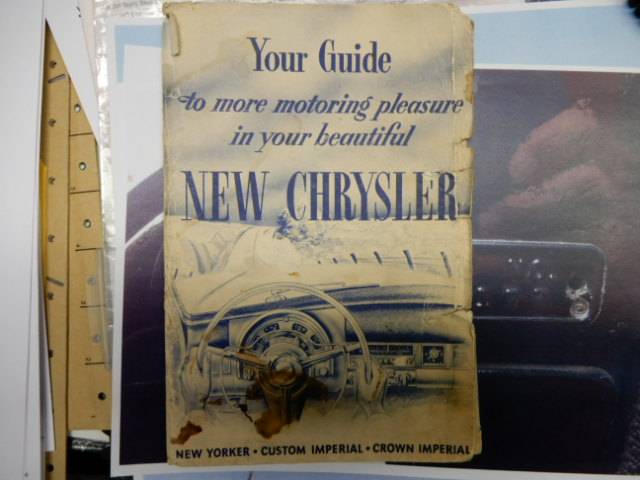 Your Guide
to more motoring pleasure
in your beautiful
NEW CHRYSLER
NEW YORKER • CUSTOM IMPERIAL • CROWN IMPERIAL